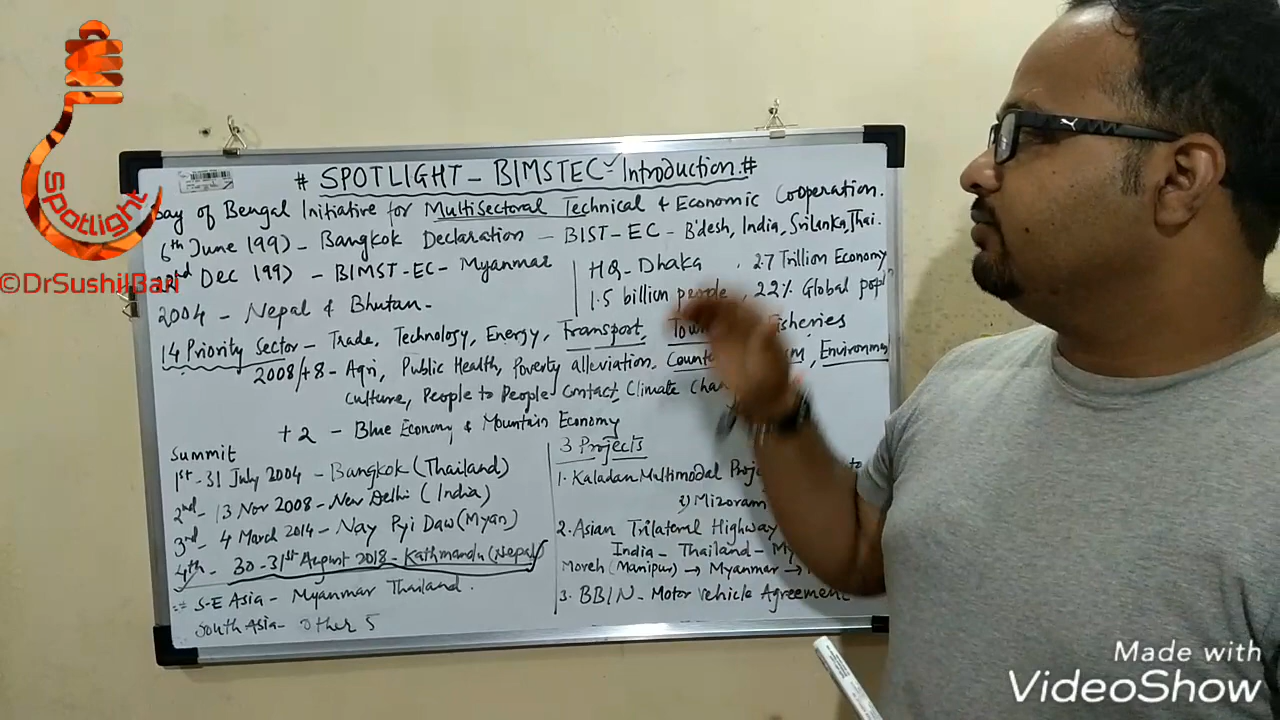 # SPOTLIGHT - BIMSTEC - Introduction. #
Bay of Bengal Initiative for MultiSectoral Technical & Economic Cooperation.
6th June 1997 - Bangkok Declaration - BIST-EC - B'desh, India, Srilanka, Thai.
22nd Dec 1997 - BIMST-EC - Myanmar
HQ - Dhaka , 2.7 Trillion Economy
2004 - Nepal & Bhutan -
1.5 billion people , 22% Global popl
14 Priority Sector - Trade, Technology, Energy, Transport, Fisheries
2008/+8 - Agri, Public Health, Poverty alleviation, Environmen
Culture, People to People Contact, Climate
+2 - Blue Economy & Mountain Economy
Summit
1st - 31 July 2004 - Bangkok (Thailand)
2nd - 13 Nov 2008 - New Delhi (India)
3rd - 4 March 2014 - Nay Pyi Daw (Myan)
4th - 30-31st August 2018 - Kathmandu (Nepal)
S-E Asia - Myanmar Thailand.
South Asia - Other 5
3 Projects
1. Kaladan Multimodal
Mizoram
2. Asian Trilateral Highway
India - Thailand -
Moreh (Manipur) → Myanmar →
3. BBIN - Motor Vehicle Agreement
Spotlight
©DrSushilBari
PUMA
Made with
VideoShow